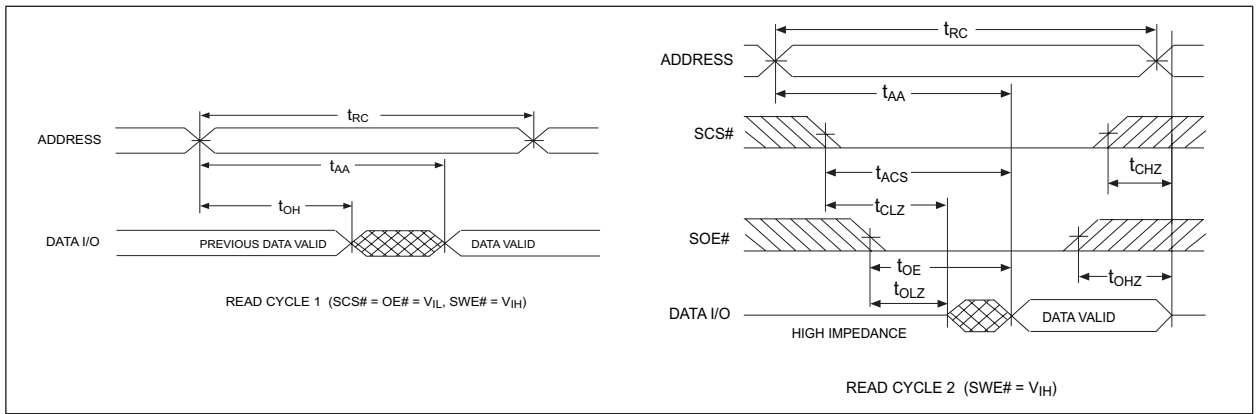 tRC
ADDRESS
tAA
tOH
DATA I/O
PREVIOUS DATA VALID
DATA VALID
READ CYCLE 1 (SCS# = OE# = VIL, SWE# = VIH)
tRC
ADDRESS
tAA
SCS#
tCHZ
tACS
tCLZ
SOE#
tOE
tOHZ
tOLZ
DATA I/O
DATA VALID
HIGH IMPEDANCE
READ CYCLE 2 (SWE# = VIH)